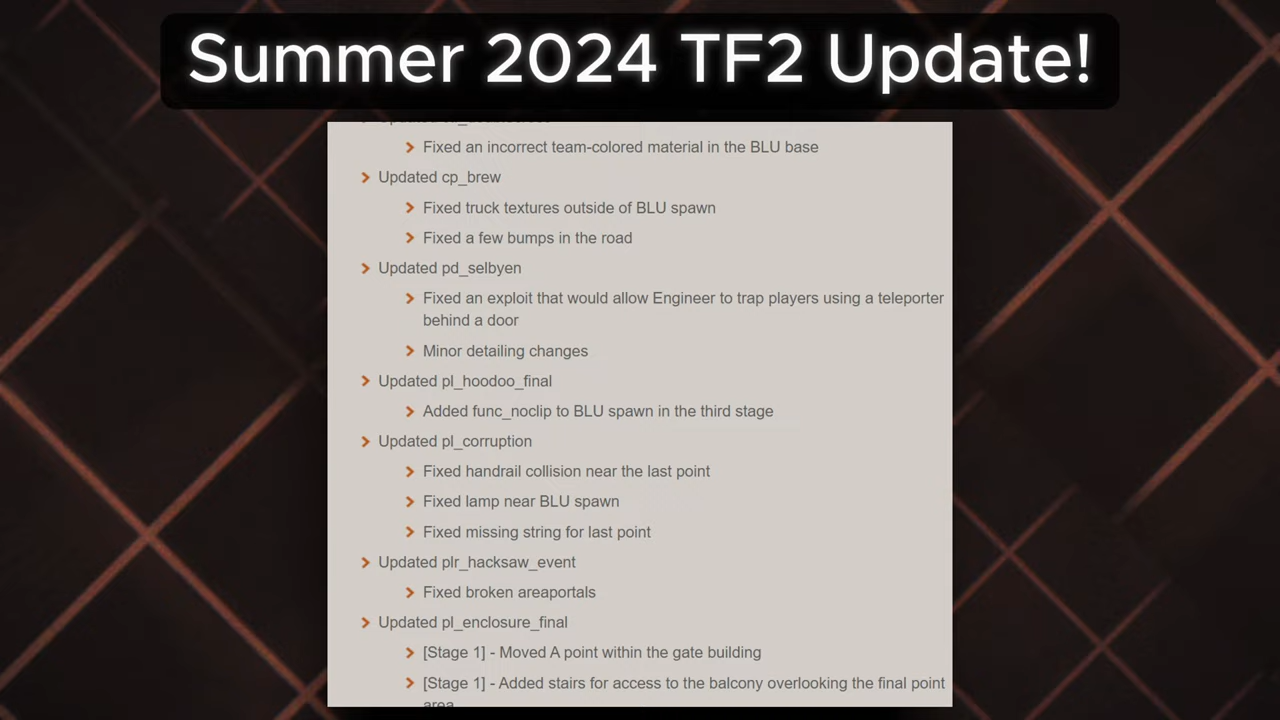 Summer 2024 TF2 Update!
Fixed an incorrect team-colored material in the BLU base
Updated cp_brew
Fixed truck textures outside of BLU spawn
Fixed a few bumps in the road
Updated pd_selbyen
Fixed an exploit that would allow Engineer to trap players using a teleporter
behind a door
Minor detailing changes
Updated pl_hoodoo_final
Added func_noclip to BLU spawn in the third stage
Updated pl_corruption
Fixed handrail collision near the last point
Fixed lamp near BLU spawn
Fixed missing string for last point
Updated plr_hacksaw_event
Fixed broken areaportals
Updated pl_enclosure_final
[Stage 1] - Moved A point within the gate building
[Stage 1] - Added stairs for access to the balcony overlooking the final point
area